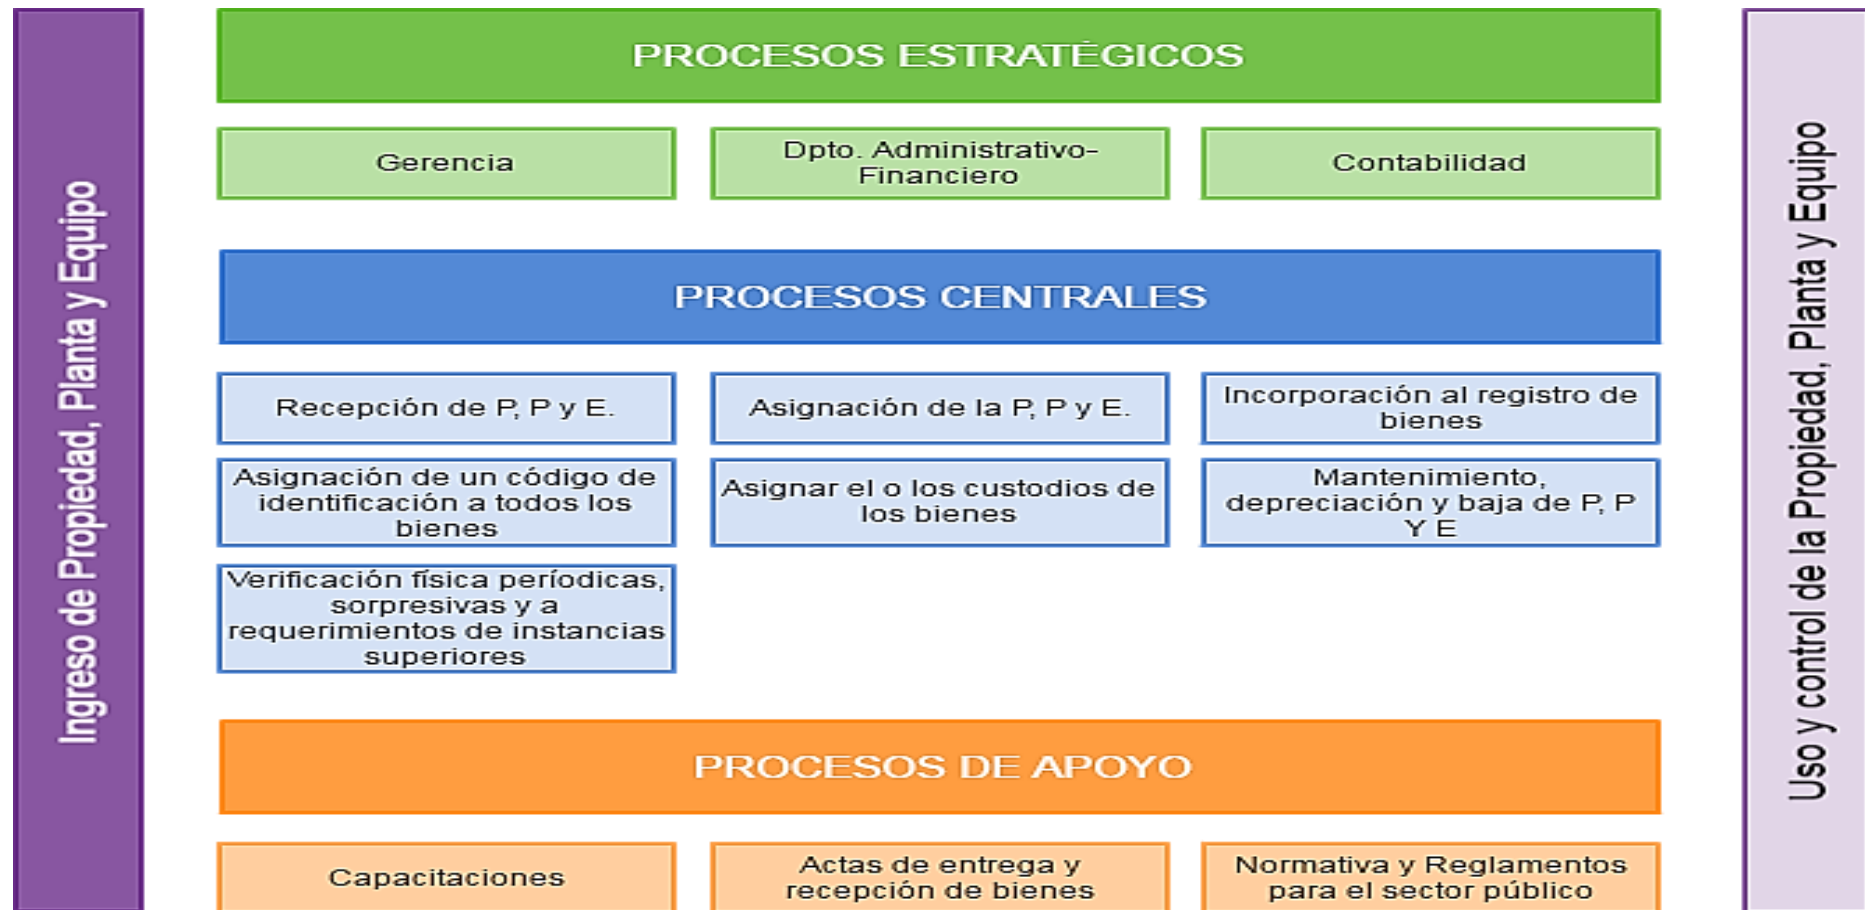 Ingreso de Propiedad, Planta y Equipo
PROCESOS ESTRATÉGICOS
Gerencia
Dpto. Administrativo-
Financiero
Contabilidad
PROCESOS CENTRALES
Recepción de P, P y E.
Asignación de la P, P y E.
Incorporación al registro de
bienes
Asignación de un código de
identificación a todos los
bienes
Asignar el o los custodios de
los bienes
Mantenimiento,
depreciación y baja de P, P
Y E
Verificación física períodicas,
sorpresivas y a
requerimientos de instancias
superiores
PROCESOS DE APOYO
Capacitaciones
Actas de entrega y
recepción de bienes
Normativa y Reglamentos
para el sector público
Uso y control de la Propiedad, Planta y Equipo